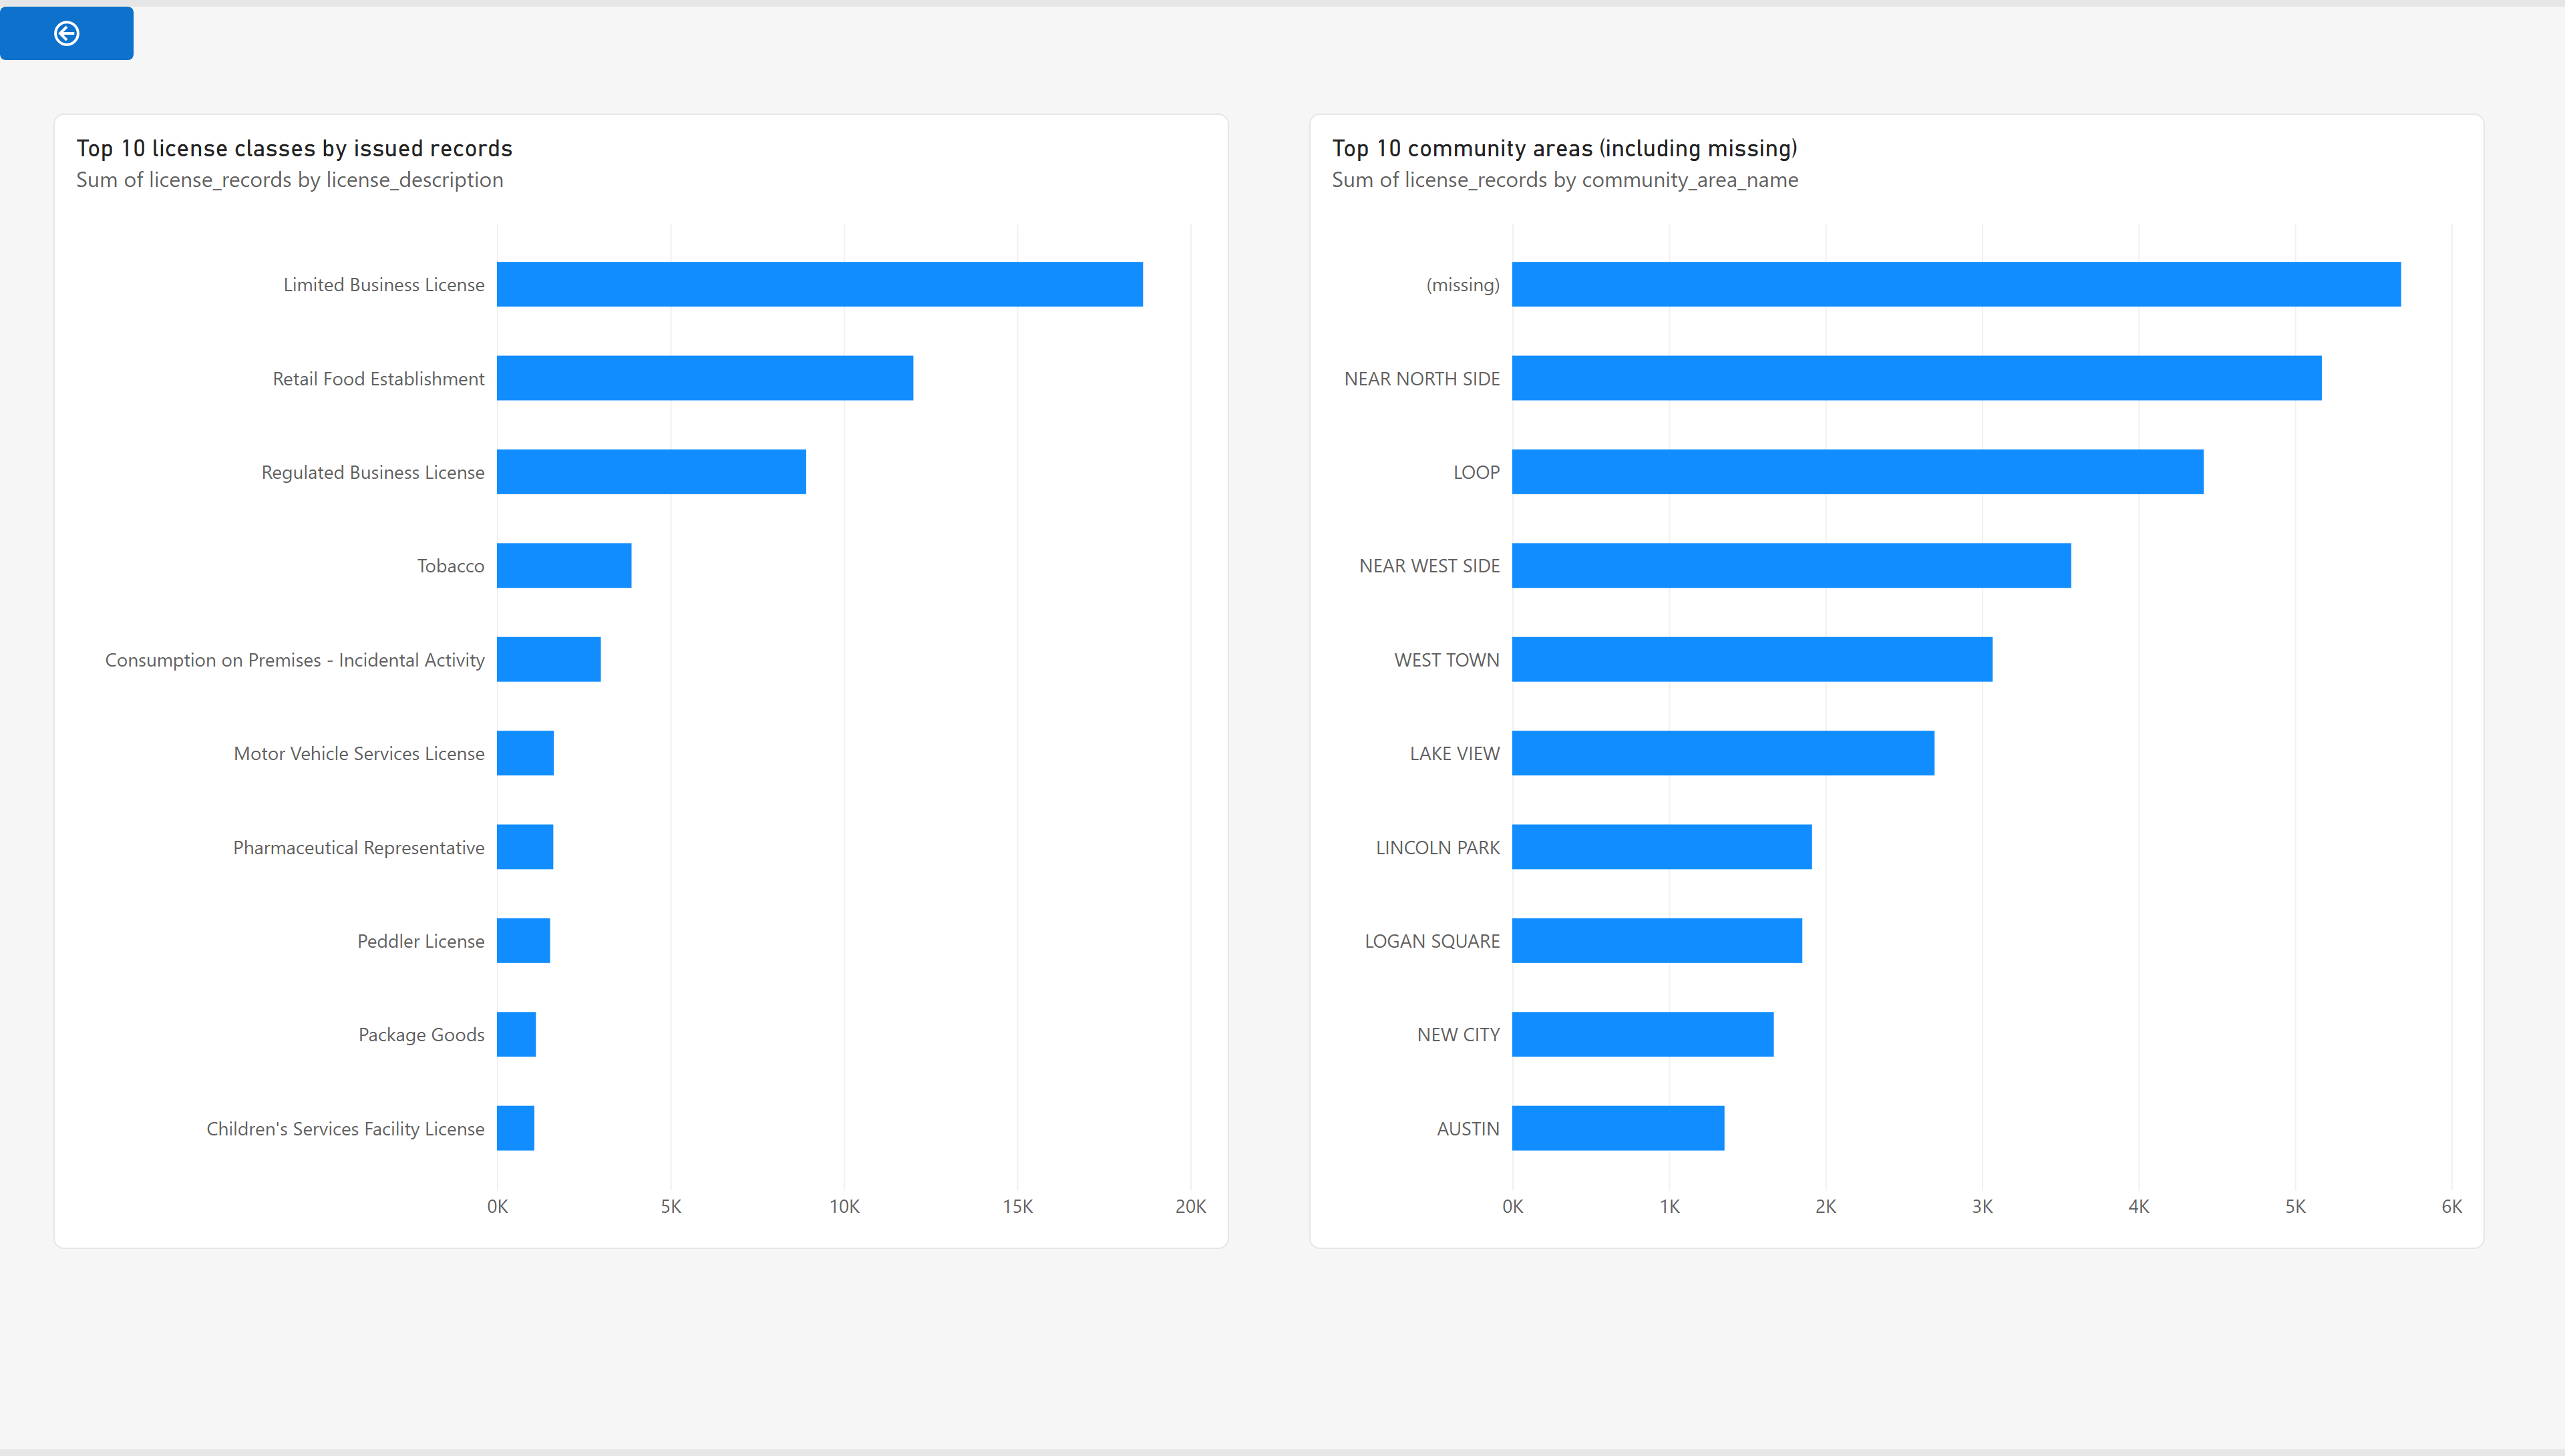 Top 10 license classes by issued records
Sum of license_records by license_description
Limited Business License
Retail Food Establishment
Regulated Business License
Tobacco
Consumption on Premises - Incidental Activity
Motor Vehicle Services License
Pharmaceutical Representative
Peddler License
Package Goods
Children's Services Facility License
0K 5K 10K 15K 20K
Top 10 community areas (including missing)
Sum of license_records by community_area_name
(missing)
NEAR NORTH SIDE
LOOP
NEAR WEST SIDE
WEST TOWN
LAKE VIEW
LINCOLN PARK
LOGAN SQUARE
NEW CITY
AUSTIN
0K 1K 2K 3K 4K 5K 6K